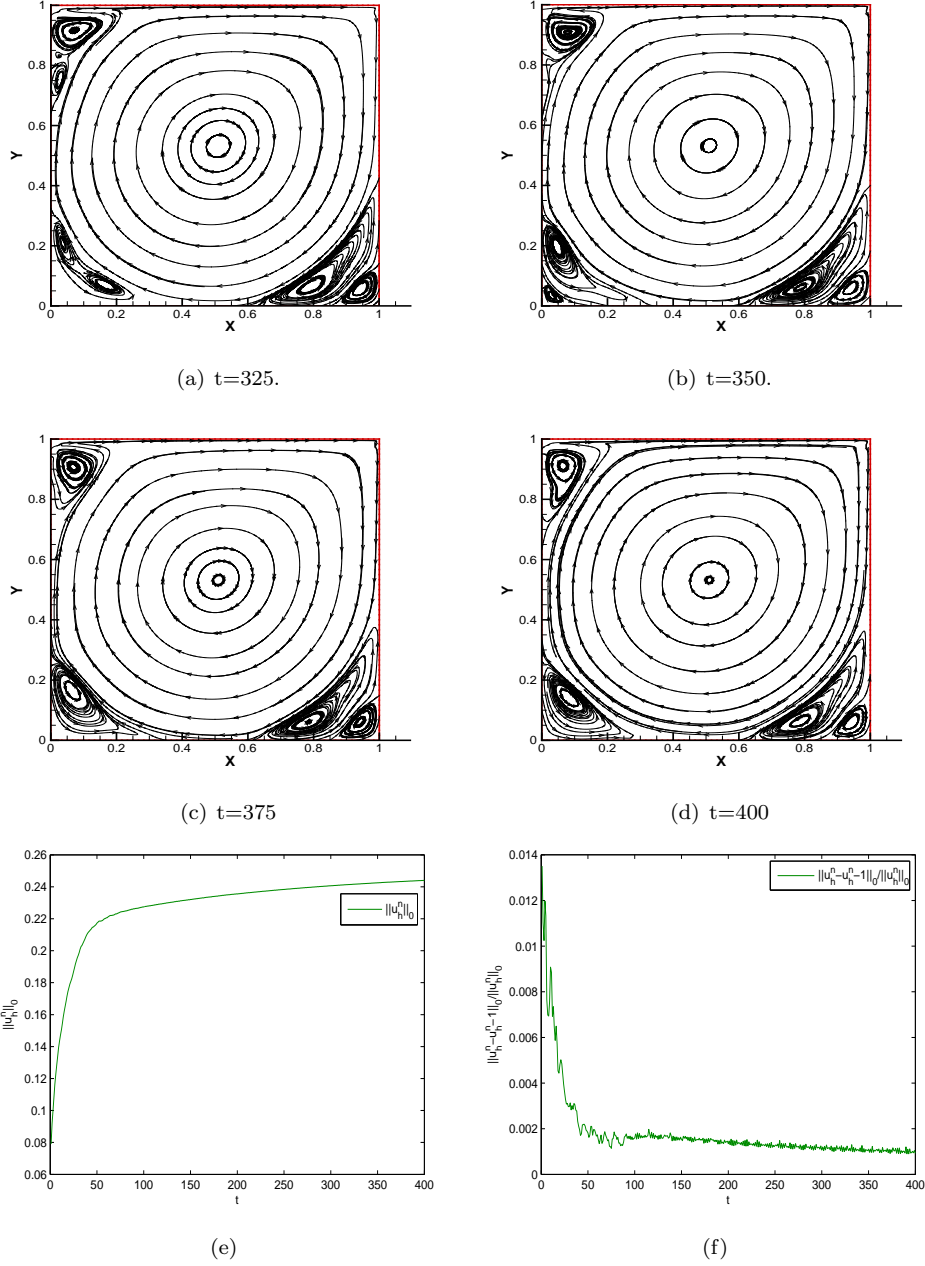 Y
1
0.8
0.6
0.4
0.2
0
0 0.2 0.4 0.6 0.8 1
X
(a) t=325.
Y
1
0.8
0.6
0.4
0.2
0
0 0.2 0.4 0.6 0.8 1
X
(b) t=350.
Y
1
0.8
0.6
0.4
0.2
0
0 0.2 0.4 0.6 0.8 1
X
(c) t=375
Y
1
0.8
0.6
0.4
0.2
0
0 0.2 0.4 0.6 0.8 1
X
(d) t=400
||u_h^n||_0
0.26
0.24
0.22
0.2
0.18
0.16
0.14
0.12
0.1
0.08
0.06
0 50 100 150 200 250 300 350 400
t
||u_h^n||_0
(e)
||u_h^n-u_h^n-1||_0/||u_h^n||_0
0.014
0.012
0.01
0.008
0.006
0.004
0.002
0
0 50 100 150 200 250 300 350 400
t
||u_h^n-u_h^n-1||_0/||u_h^n||_0
(f)